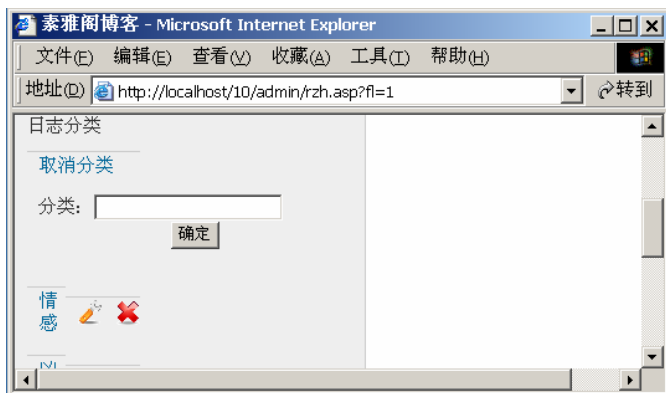 素雅阁博客 - Microsoft Internet Explorer
文件(F) 编辑(E) 查看(V) 收藏(A) 工具(T) 帮助(H)
地址(D) http://localhost/10/admin/rzh.asp?fl=1 转到
日志分类
取消分类
分类:
确定
情
感